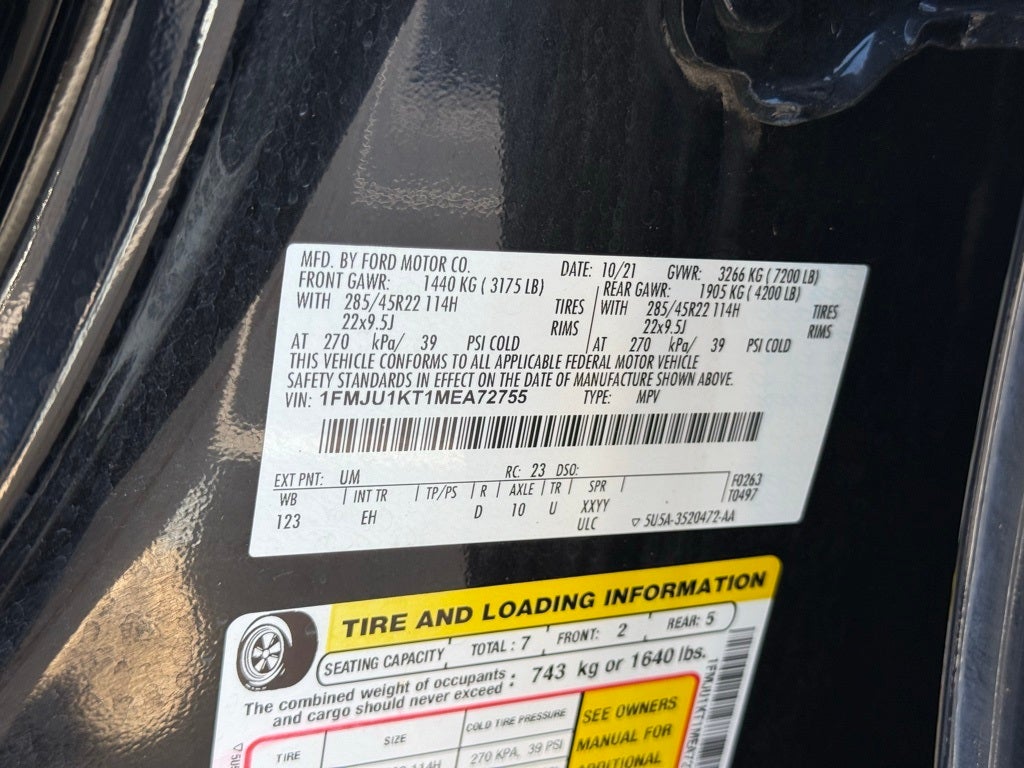 MFD. BY FORD MOTOR CO.
DATE: 10/21 GVWR: 3266 KG ( 7200 LB)
FRONT GAWR: 1440 KG ( 3175 LB) REAR GAWR: 1905 KG ( 4200 LB)
WITH 285/45R22 114H TIRES WITH 285/45R22 114H TIRES
22x9.5J RIMS 22x9.5J RIMS
AT 270 kPa/ 39 PSI COLD AT 270 kPa/ 39 PSI COLD
THIS VEHICLE CONFORMS TO ALL APPLICABLE FEDERAL MOTOR VEHICLE
SAFETY STANDARDS IN EFFECT ON THE DATE OF MANUFACTURE SHOWN ABOVE.
VIN: 1FMJU1KT1MEA72755 TYPE: MPV
EXT PNT: UM RC: 23 DSO:
WB INT TR TP/PS R AXLE TR SPR F0263
123 EH D 10 U XXYY T0497
ULC 5U5A-3520472-AA
TIRE AND LOADING INFORMATION
SEATING CAPACITY TOTAL : 7 FRONT: 2 REAR: 5
The combined weight of occupants : 743 kg or 1640 lbs.
and cargo should never exceed
TIRE SIZE COLD TIRE PRESSURE SEE OWNERS
114H 270 KPA, 39 PSI MANUAL FOR